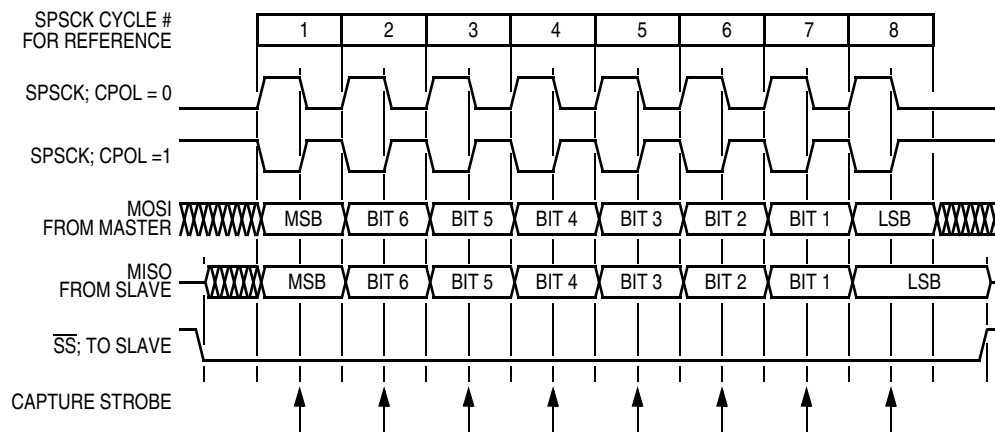 SPSCK CYCLE #
FOR REFERENCE
1 2 3 4 5 6 7 8
SPSCK; CPOL = 0
SPSCK; CPOL =1
MOSI
FROM MASTER
MSB BIT 6 BIT 5 BIT 4 BIT 3 BIT 2 BIT 1 LSB
MISO
FROM SLAVE
MSB BIT 6 BIT 5 BIT 4 BIT 3 BIT 2 BIT 1 LSB
SS; TO SLAVE
CAPTURE STROBE